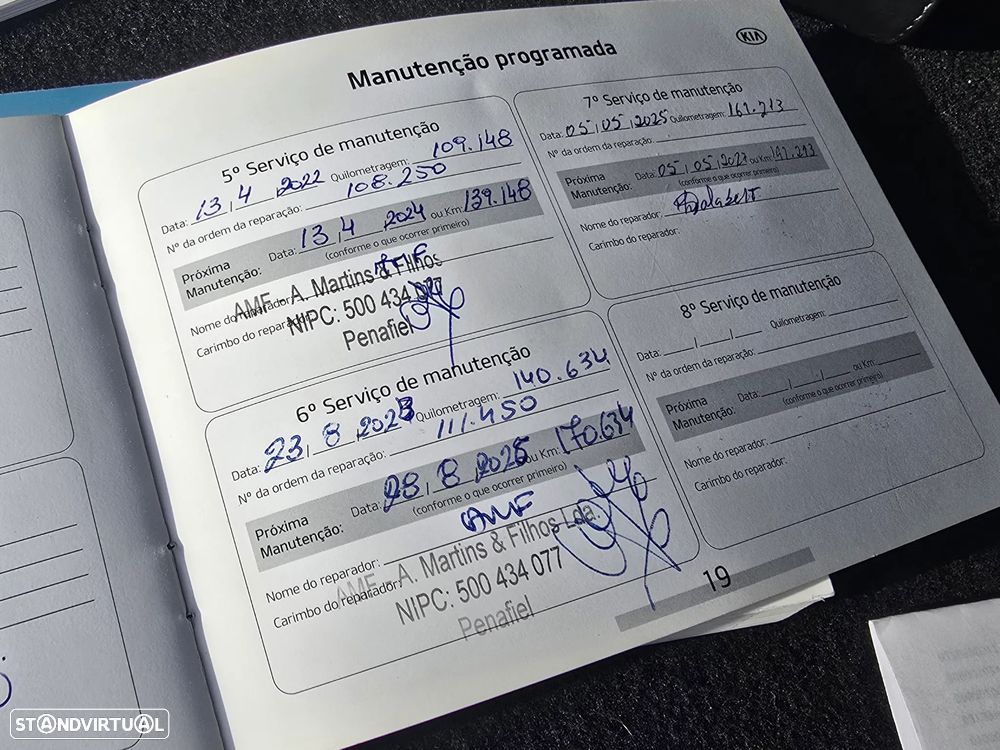 Manutenção programada
KIA
5º Serviço de manutenção
Data: 13, 4 2022 Quilometragem: 109.148
Nº da ordem da reparação: 108.250
Próxima Manutenção: Data: 13, 4 2024 ou Km: 139.148
(conforme o que ocorrer primeiro)
AMF
Nome do reparador:
AMF - A. Martins & Filhos
Carimbo do reparador:
NIPC: 500 434 077
Penafiel
6º Serviço de manutenção
Data: 23, 8, 2023 Quilometragem: 140.634
Nº da ordem da reparação: 111.450
Próxima Manutenção: Data: 28, 8, 2025 ou Km: 170.634
(conforme o que ocorrer primeiro)
Nome do reparador: AMF
Carimbo do reparador:
AMF - A. Martins & Filhos Lda.
NIPC: 500 434 077
Penafiel
7º Serviço de manutenção
Data: 05, 05, 2025 Quilometragem: 161.213
Nº da ordem da reparação:
Próxima Manutenção: Data: 05, 05, 2027 ou Km: 191.213
(conforme o que ocorrer primeiro)
Nome do reparador:
Carimbo do reparador:
8º Serviço de manutenção
Data: / / Quilometragem:
Nº da ordem da reparação:
Próxima Manutenção: Data: / / ou Km:
(conforme o que ocorrer primeiro)
Nome do reparador:
Carimbo do reparador:
19
STANDVIRTUAL